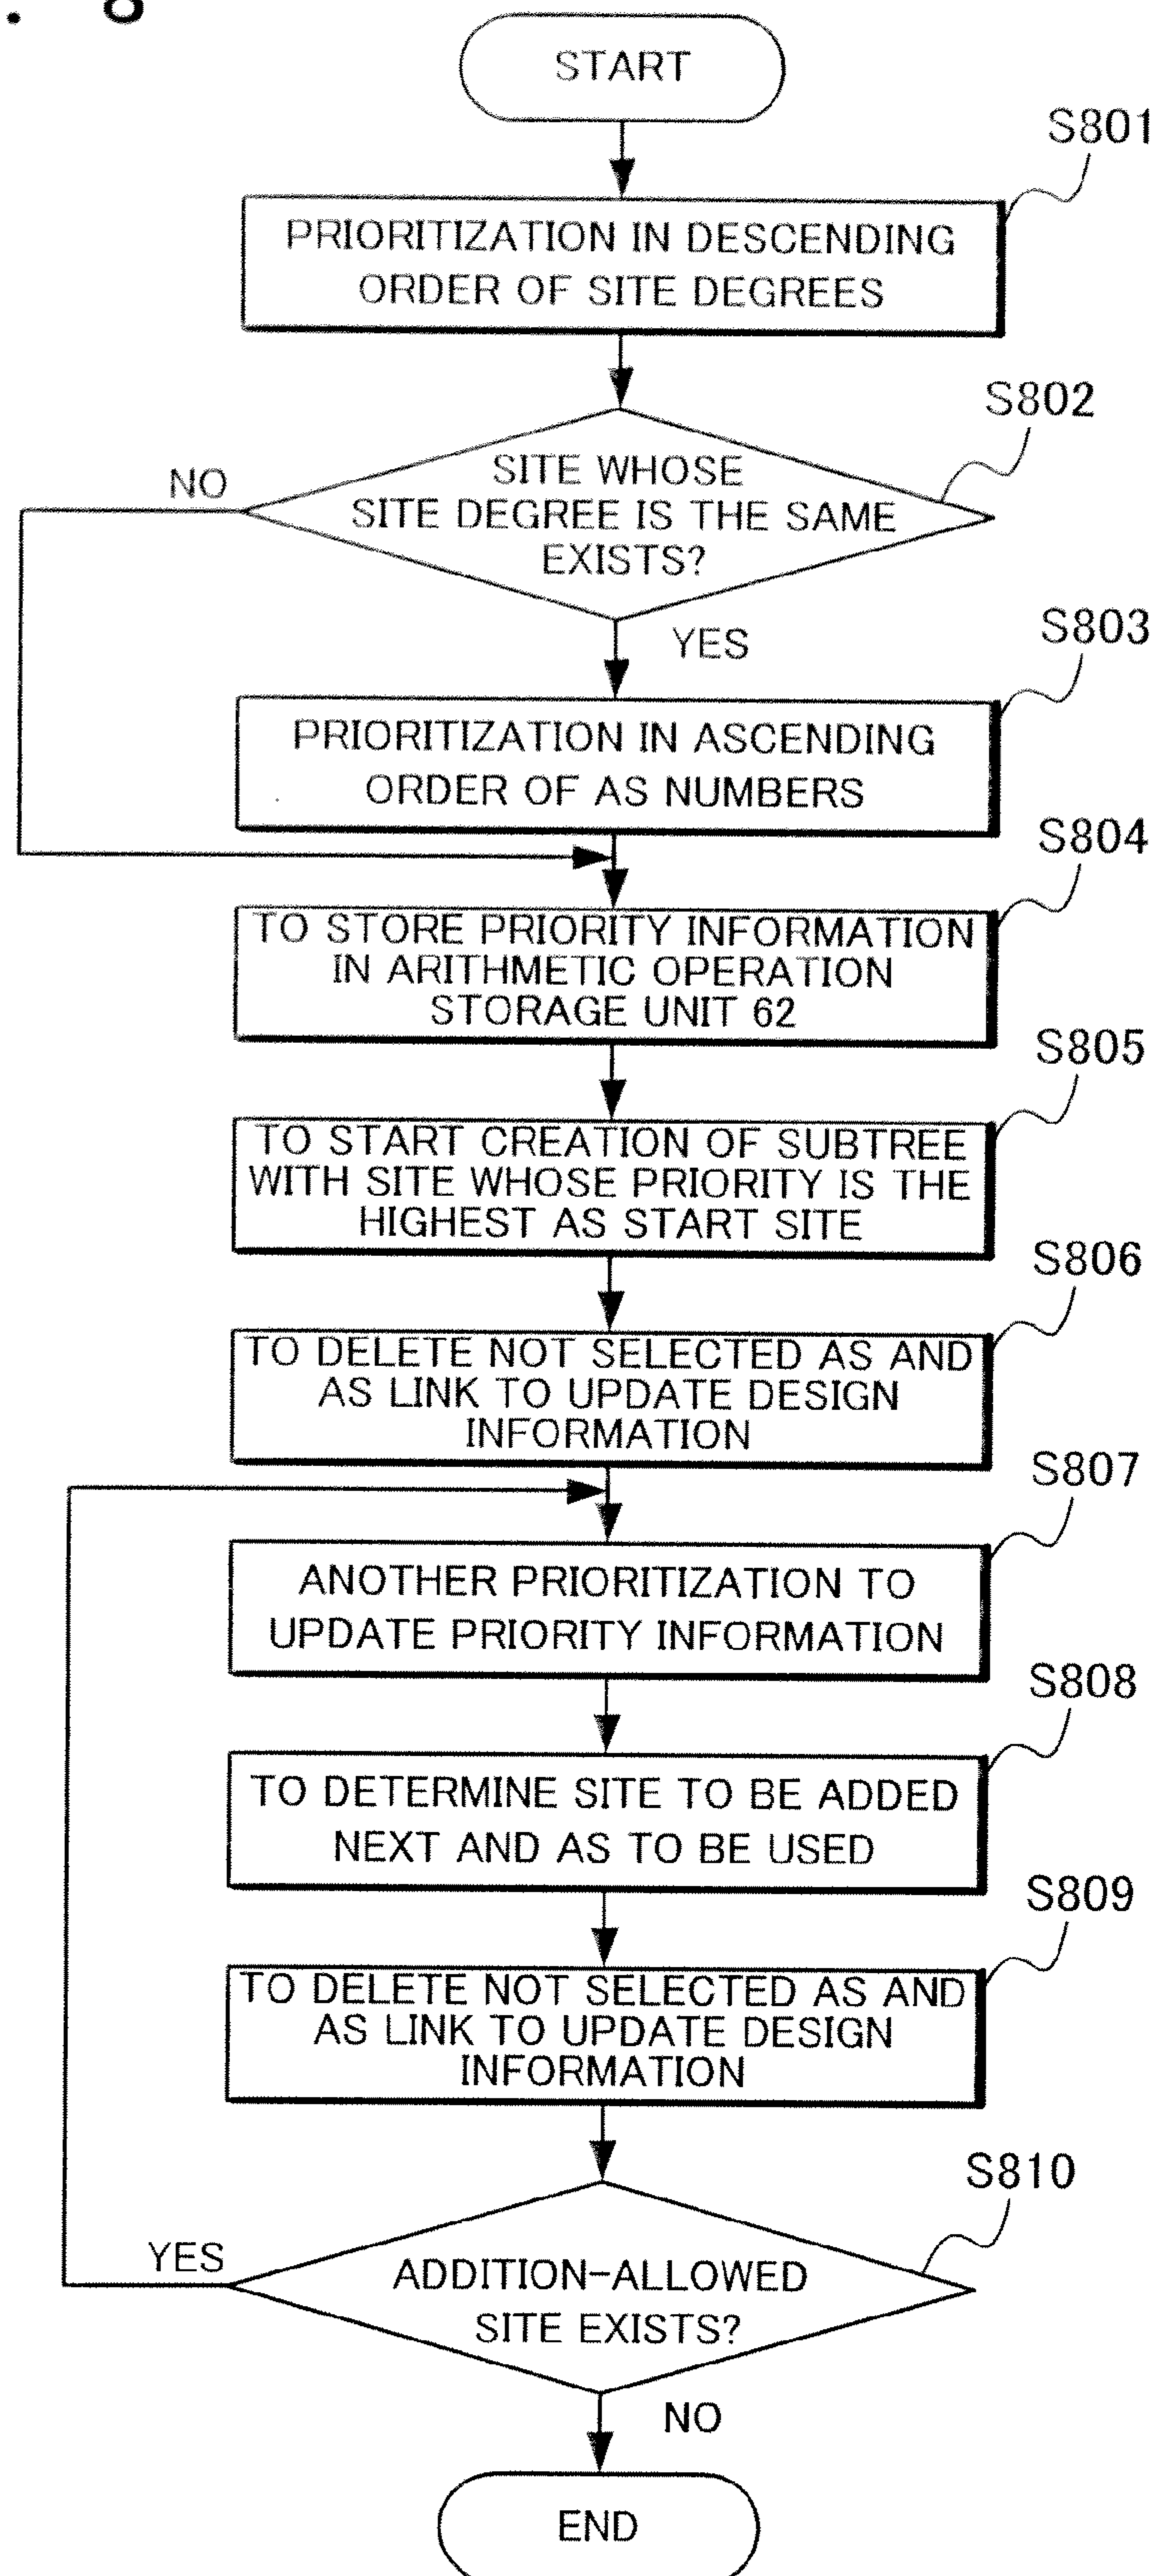 . 8
START
S801
PRIORITIZATION IN DESCENDING
ORDER OF SITE DEGREES
S802
NO
SITE WHOSE
SITE DEGREE IS THE SAME
EXISTS?
YES
S803
PRIORITIZATION IN ASCENDING
ORDER OF AS NUMBERS
S804
TO STORE PRIORITY INFORMATION
IN ARITHMETIC OPERATION
STORAGE UNIT 62
S805
TO START CREATION OF SUBTREE
WITH SITE WHOSE PRIORITY IS THE
HIGHEST AS START SITE
S806
TO DELETE NOT SELECTED AS AND
AS LINK TO UPDATE DESIGN
INFORMATION
S807
ANOTHER PRIORITIZATION TO
UPDATE PRIORITY INFORMATION
S808
TO DETERMINE SITE TO BE ADDED
NEXT AND AS TO BE USED
S809
TO DELETE NOT SELECTED AS AND
AS LINK TO UPDATE DESIGN
INFORMATION
S810
YES
ADDITION-ALLOWED
SITE EXISTS?
NO
END